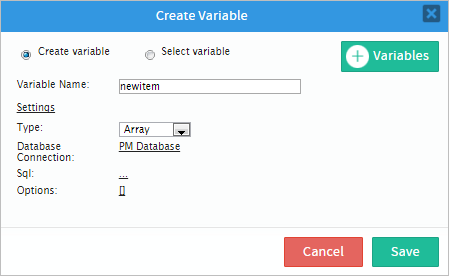 Create Variable
Create variable
Select variable
Variables
Variable Name:
newitem
Settings
Type:
Array
Database
Connection:
PM Database
Sql:
...
Options:
[]
Cancel
Save